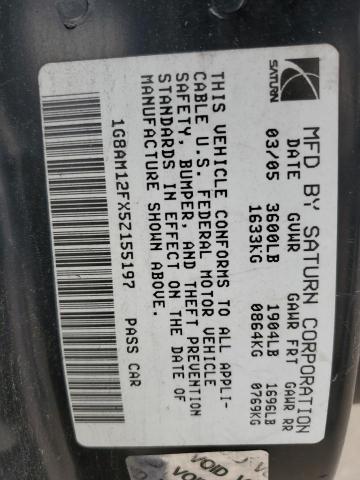 SATURN
MFD BY SATURN CORPORATION
DATE GVWR GAWR FRT GAWR RR
03/05 3600LB 1904LB 1696LB
1633KG 0864KG 0769KG
THIS VEHICLE CONFORMS TO ALL APPLI-
CABLE U.S. FEDERAL MOTOR VEHICLE
SAFETY, BUMPER, AND THEFT PREVENTION
STANDARDS IN EFFECT ON THE DATE OF
MANUFACTURE SHOWN ABOVE.
1G8AM12FX5Z155197 PASS CAR
VOID VOID